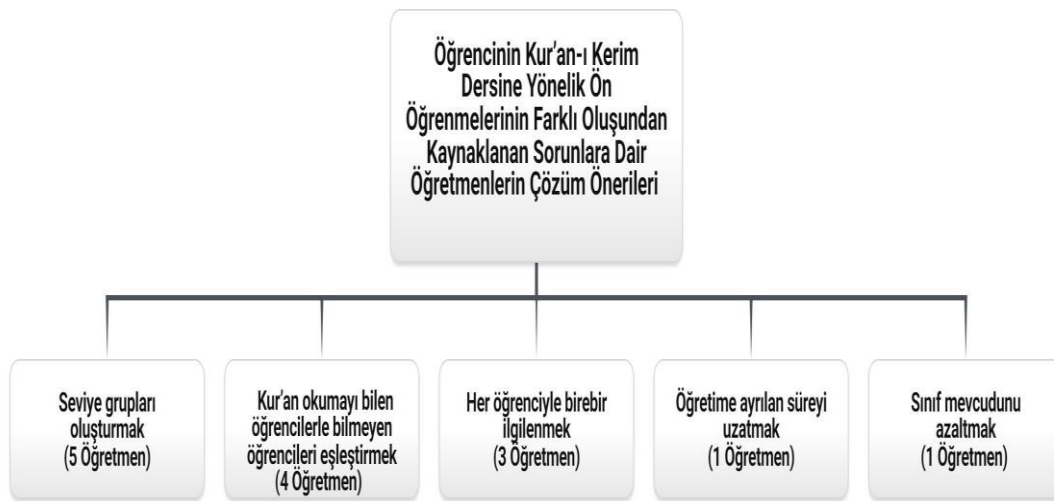 Öğrencinin Kur'an-ı Kerim
Dersine Yönelik Ön
Öğrenmelerinin Farklı Oluşundan
Kaynaklanan Sorunlara Dair
Öğretmenlerin Çözüm Önerileri
Seviye grupları
oluşturmak
(5 Öğretmen)
Kur'an okumayı bilen
öğrencilerle bilmeyen
öğrencileri eşleştirmek
(4 Öğretmen)
Her öğrenciyle birebir
ilgilenmek
(3 Öğretmen)
Öğretime ayrılan süreyi
uzatmak
(1 Öğretmen)
Sınıf mevcudunu
azaltmak
(1 Öğretmen)